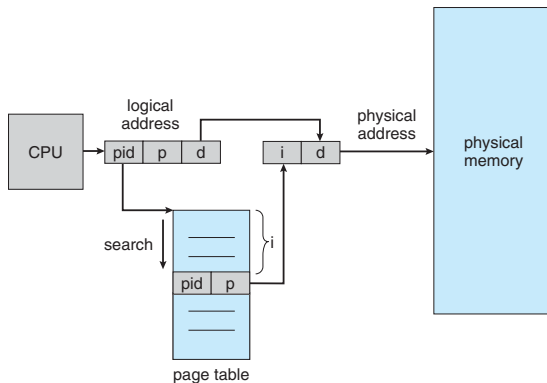 logical
address
physical
address
CPU
pid p d
i d
physical
memory
search
i
pid p
page table